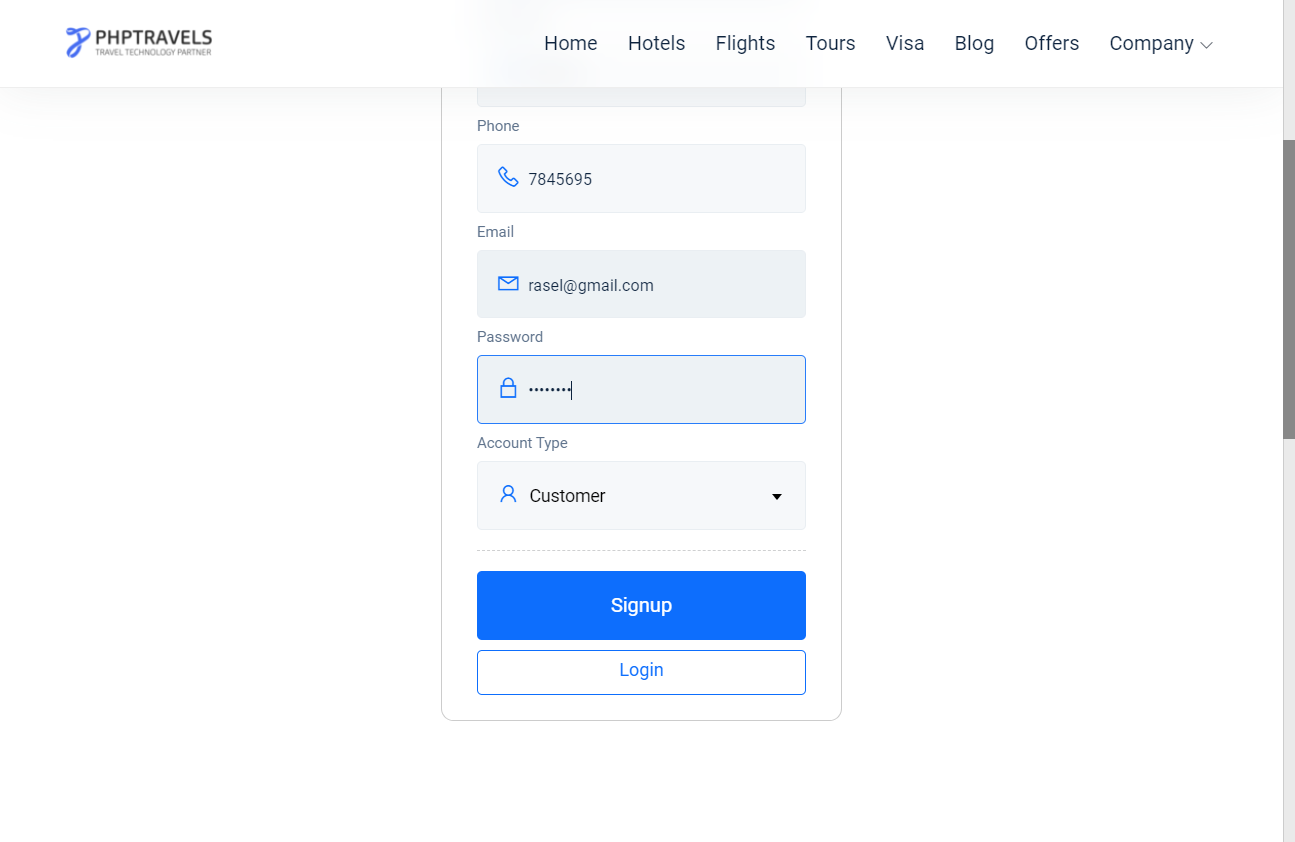 PHPTRAVELS
TRAVEL TECHNOLOGY PARTNER
Home Hotels Flights Tours Visa Blog Offers Company
Phone
7845695
Email
rasel@gmail.com
Password
••••••••
Account Type
Customer
Signup
Login